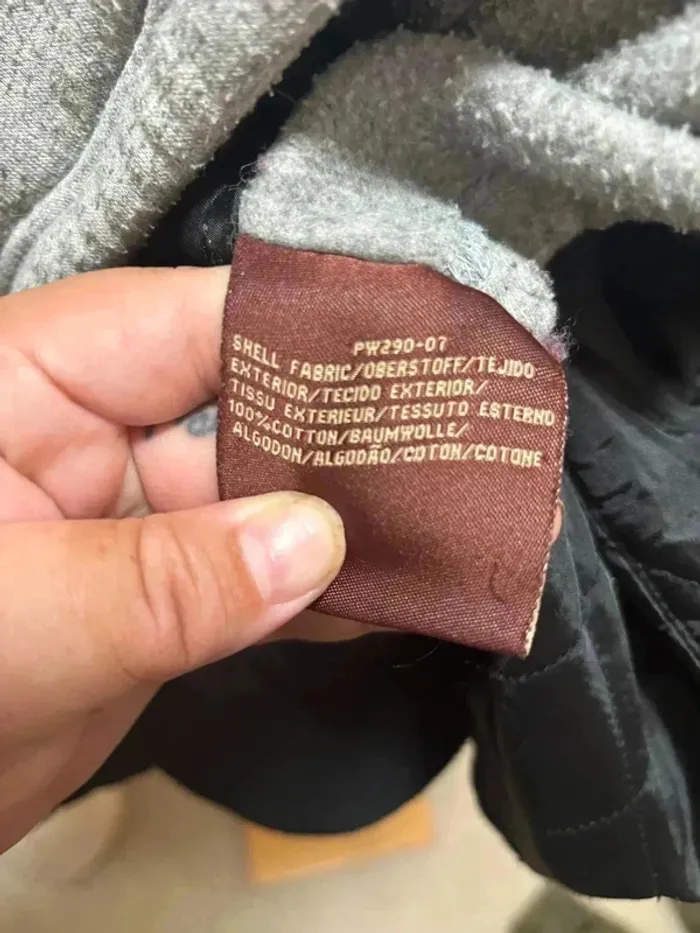 PW290-07
SHELL FABRIC/OBERSTOFF/TEJIDO
EXTERIOR/TECIDO EXTERIOR/
TISSU EXTERIEUR/TESSUTO ESTERNO
100%COTTON/BAUMWOLLE/
ALGODON/ALGODÃO/COTON/COTONE